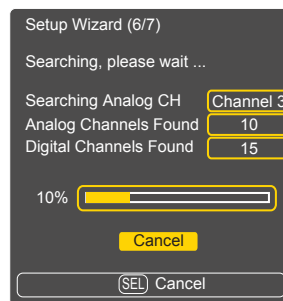 Setup Wizard (6/7)
Searching, please wait ...
Searching Analog CH Channel 3
Analog Channels Found 10
Digital Channels Found 15
10%
Cancel
SEL Cancel